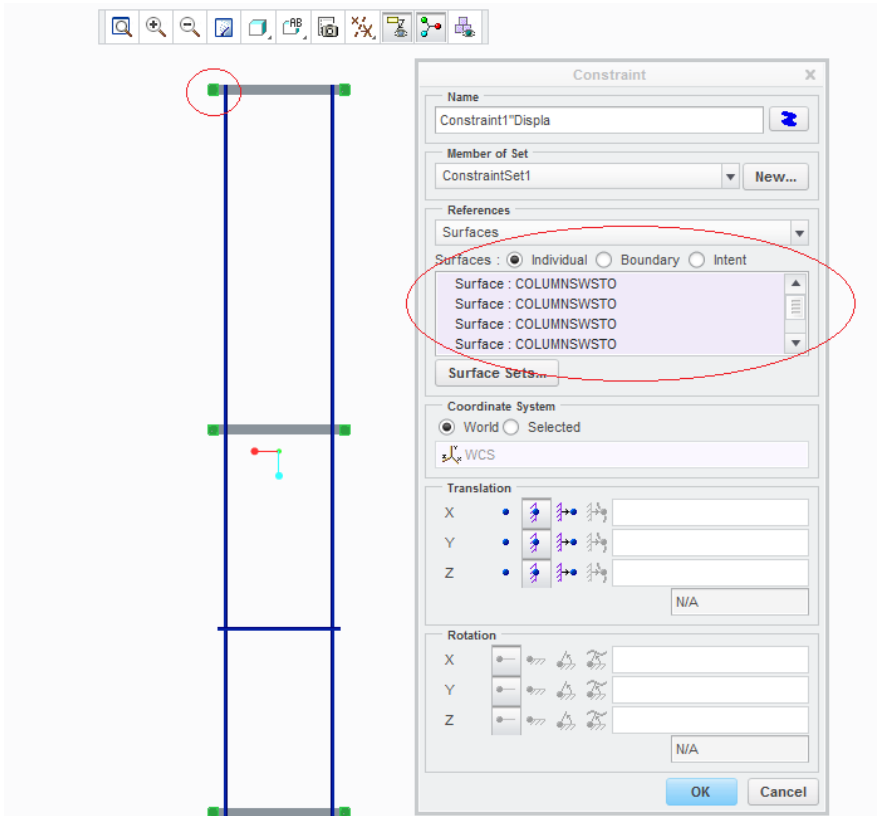 AB
Constraint
X
Name
Constraint1"Displa
Member of Set
ConstraintSet1
New...
References
Surfaces
Surfaces : Individual Boundary Intent
Surface : COLUMNSWSTO
Surface : COLUMNSWSTO
Surface : COLUMNSWSTO
Surface : COLUMNSWSTO
Surface Sets...
Coordinate System
World Selected
WCS
Translation
X
Y
Z
N/A
Rotation
X
Y
Z
N/A
OK Cancel